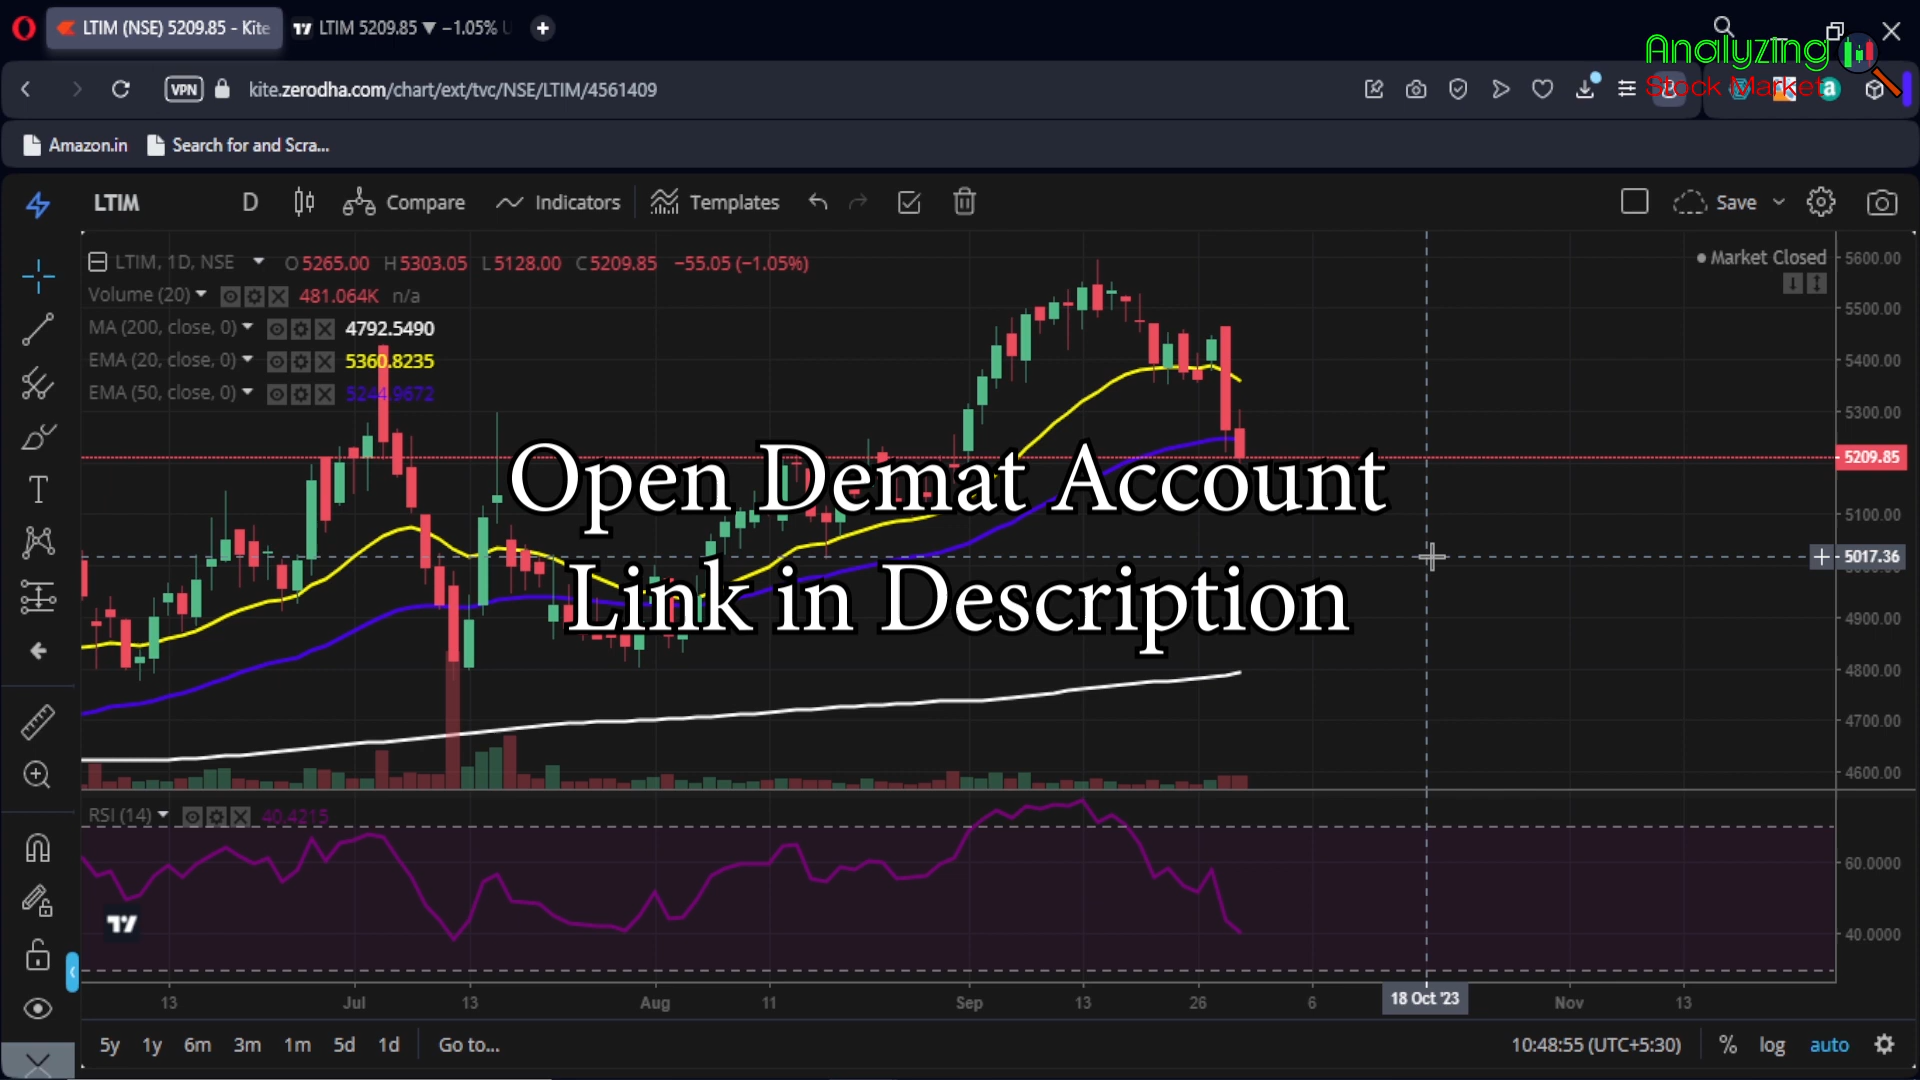 LTIM (NSE) 5209.85 - Kite
LTIM 5209.85 ▼ −1.05%
Analyzing
Stock Market
VPN
kite.zerodha.com/chart/ext/tvc/NSE/LTIM/4561409
Amazon.in
Search for and Scra...
LTIM
D
Compare
Indicators
Templates
Save
LTIM, 1D, NSE
O5265.00 H5303.05 L5128.00 C5209.85 −55.05 (−1.05%)
Market Closed
Volume (20)
481.064K n/a
MA (200, close, 0)
4792.5490
EMA (20, close, 0)
5360.8235
EMA (50, close, 0)
5244.9672
5600.00
5500.00
5400.00
5300.00
5209.85
5100.00
5017.36
4900.00
4800.00
4700.00
4600.00
Open Demat Account
Link in Description
RSI (14)
40.4215
60.0000
40.0000
13
Jul
13
Aug
11
Sep
13
26
6
18 Oct '23
Nov
13
5y 1y 6m 3m 1m 5d 1d Go to...
10:48:55 (UTC+5:30) % log auto